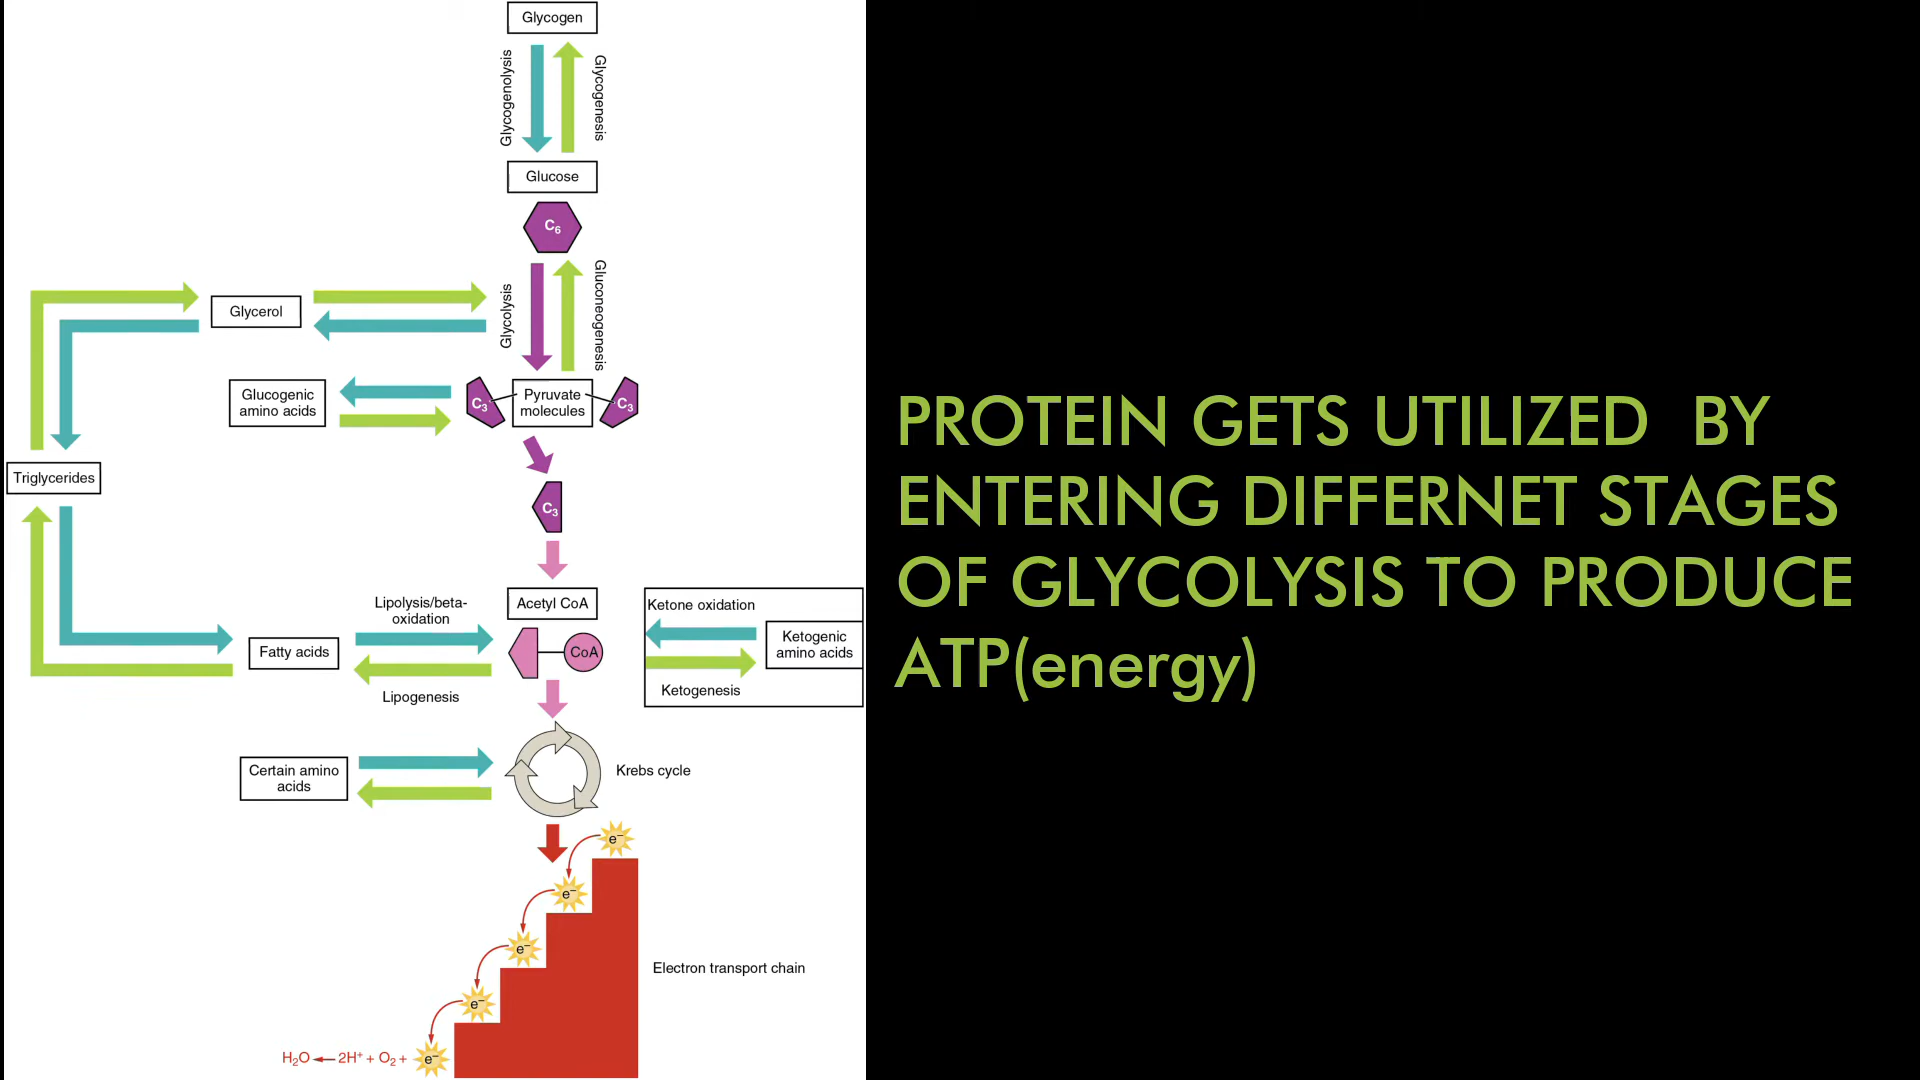 Glycogen
Glycogenolysis
Glycogenesis
Glucose
C6
Glycolysis
Gluconeogenesis
Glycerol
Glucogenic
amino acids
C3
Pyruvate
molecules
C3
C3
Triglycerides
Lipolysis/beta-
oxidation
Acetyl CoA
Fatty acids
CoA
Lipogenesis
Ketone oxidation
Ketogenic
amino acids
Ketogenesis
Certain amino
acids
Krebs cycle
e−
e−
e−
e−
Electron transport chain
H2O ← 2H+ + O2 + e−
PROTEIN GETS UTILIZED  BY
ENTERING DIFFERNET STAGES
OF GLYCOLYSIS TO PRODUCE
ATP(energy)